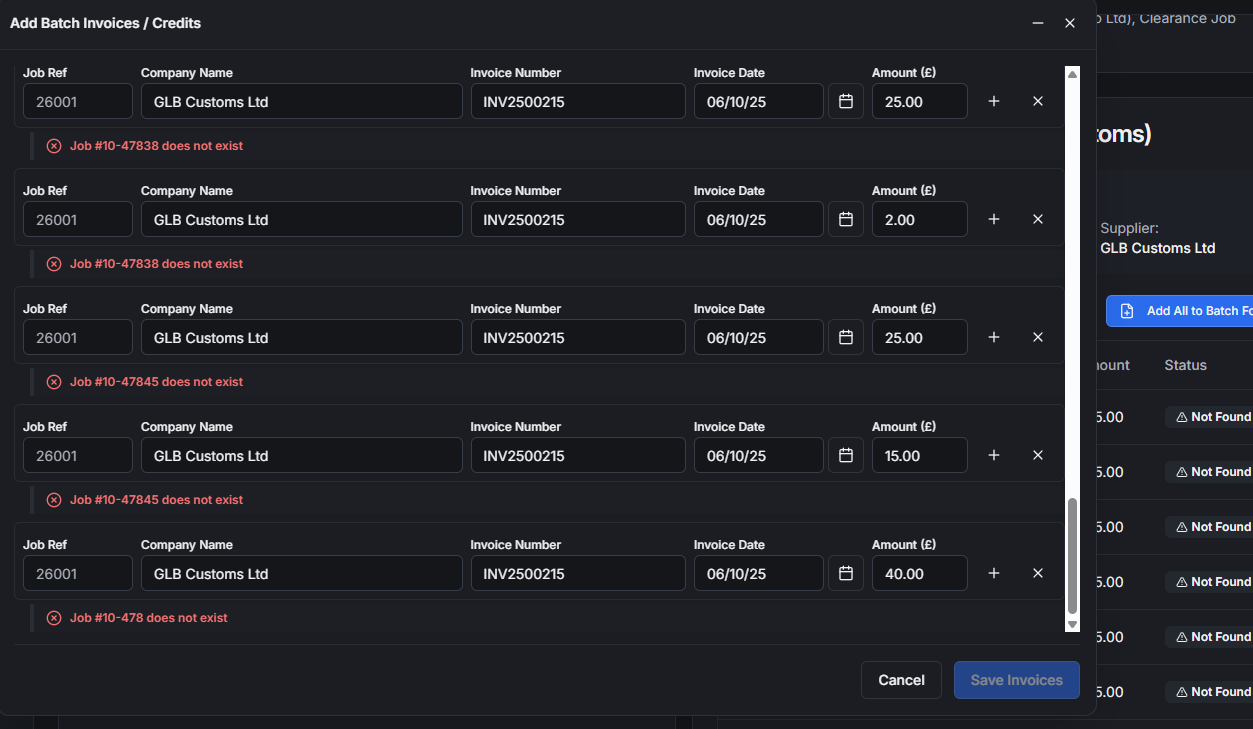 Add Batch Invoices / Credits
Ltd), Clearance Job
Job Ref Company Name Invoice Number Invoice Date Amount (£)
26001 GLB Customs Ltd INV2500215 06/10/25 25.00
Job #10-47838 does not exist
toms)
Job Ref Company Name Invoice Number Invoice Date Amount (£)
26001 GLB Customs Ltd INV2500215 06/10/25 2.00
Supplier:
GLB Customs Ltd
Job #10-47838 does not exist
Job Ref Company Name Invoice Number Invoice Date Amount (£)
Add All to Batch Fo
26001 GLB Customs Ltd INV2500215 06/10/25 25.00
ount Status
Job #10-47845 does not exist
5.00 Not Found
Job Ref Company Name Invoice Number Invoice Date Amount (£)
26001 GLB Customs Ltd INV2500215 06/10/25 15.00
5.00 Not Found
Job #10-47845 does not exist
5.00 Not Found
Job Ref Company Name Invoice Number Invoice Date Amount (£)
26001 GLB Customs Ltd INV2500215 06/10/25 40.00
5.00 Not Found
Job #10-478 does not exist
5.00 Not Found
Cancel Save Invoices
5.00 Not Found